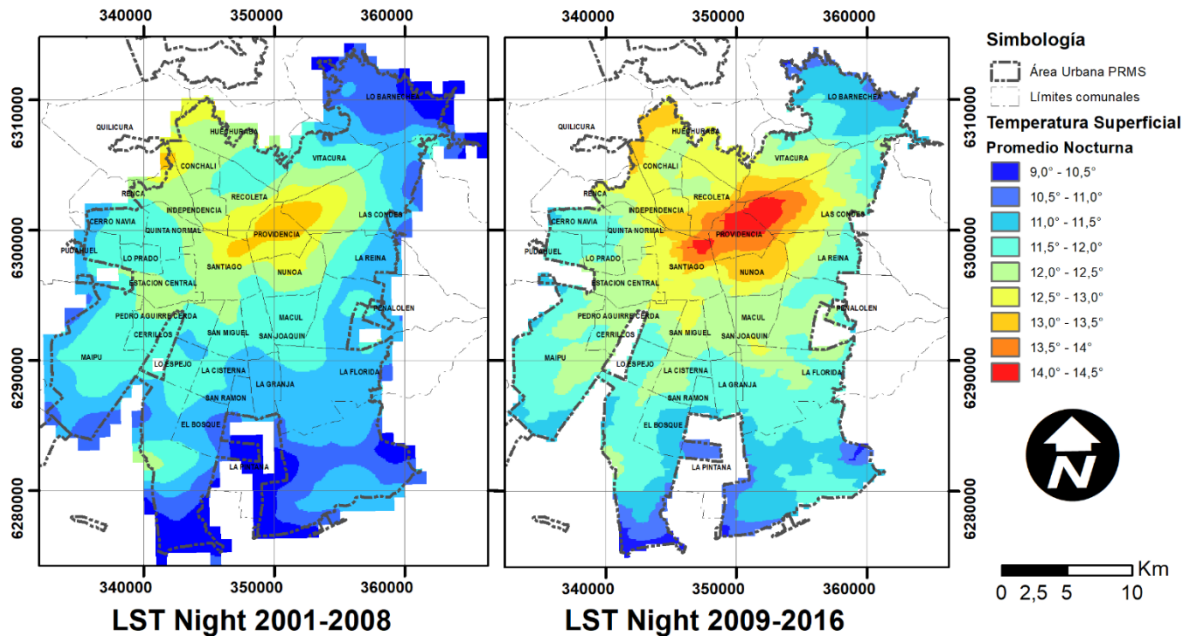 340000 350000 360000
340000 350000 360000
6310000
6300000
6290000
6280000
LO BARNECHEA
QUILICURA
HUECHURABA
VITACURA
CONCHALI
RECOLETA
RENCA
INDEPENDENCIA
LAS CONDES
CERRO NAVIA
QUINTA NORMAL
PROVIDENCIA
PUDAHUEL
LO PRADO
SANTIAGO
NUNOA
LA REINA
ESTACION CENTRAL
PEÑALOLEN
PEDRO AGUIRRE CERDA
MACUL
CERRILLOS
SAN MIGUEL
SAN JOAQUIN
MAIPU
LO ESPEJO
LA CISTERNA
LA GRANJA
LA FLORIDA
SAN RAMON
EL BOSQUE
LA PINTANA
340000 350000 360000
LST Night 2001-2008
LO BARNECHEA
QUILICURA
HUECHURABA
VITACURA
CONCHALI
RECOLETA
RENCA
INDEPENDENCIA
LAS CONDES
CERRO NAVIA
QUINTA NORMAL
PROVIDENCIA
PUDAHUEL
LO PRADO
SANTIAGO
NUNOA
LA REINA
ESTACION CENTRAL
PEÑALOLEN
PEDRO AGUIRRE CERDA
MACUL
CERRILLOS
SAN MIGUEL
SAN JOAQUIN
MAIPU
LO ESPEJO
LA CISTERNA
LA GRANJA
LA FLORIDA
SAN RAMON
EL BOSQUE
LA PINTANA
6310000
6300000
6290000
6280000
340000 350000 360000
LST Night 2009-2016
Simbología
Área Urbana PRMS
Límites comunales
Temperatura Superficial
Promedio Nocturna
9,0° - 10,5°
10,5° - 11,0°
11,0° - 11,5°
11,5° - 12,0°
12,0° - 12,5°
12,5° - 13,0°
13,0° - 13,5°
13,5° - 14°
14,0° - 14,5°
N
Km
0 2,5 5 10